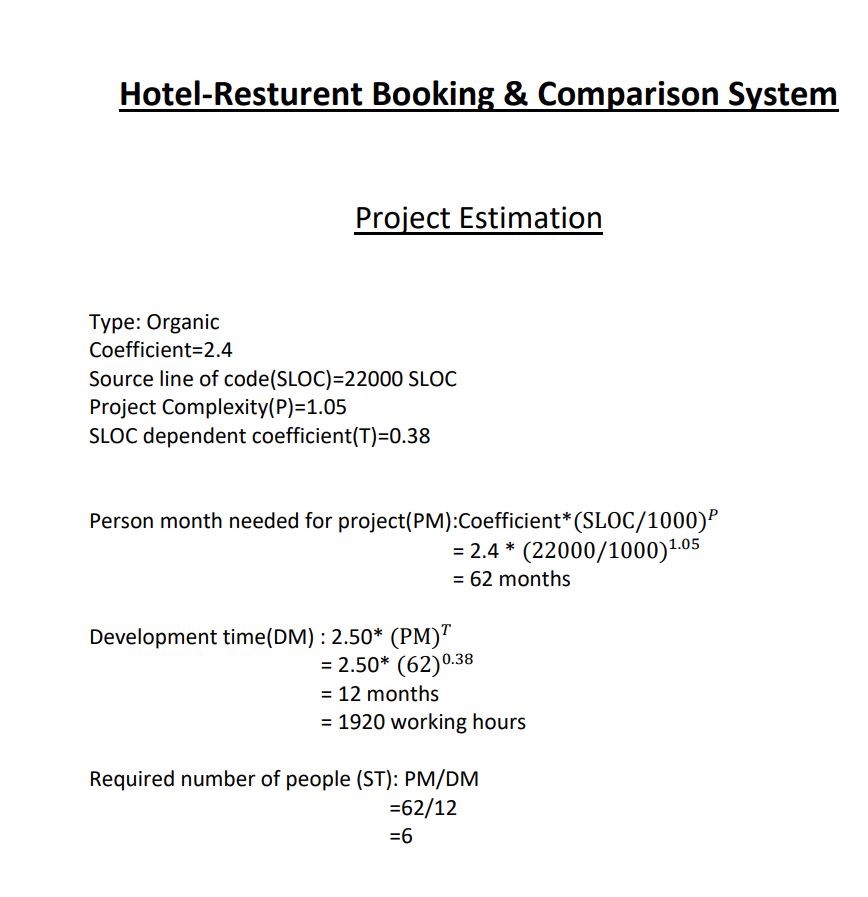 Hotel-Resturent Booking & Comparison System
Project Estimation
Type: Organic
Coefficient=2.4
Source line of code(SLOC)=22000 SLOC
Project Complexity(P)=1.05
SLOC dependent coefficient(T)=0.38
Person month needed for project(PM):Coefficient*(SLOC/1000)^P
= 2.4 * (22000/1000)^1.05
= 62 months
Development time(DM) : 2.50* (PM)^T
= 2.50* (62)^0.38
= 12 months
= 1920 working hours
Required number of people (ST): PM/DM
=62/12
=6